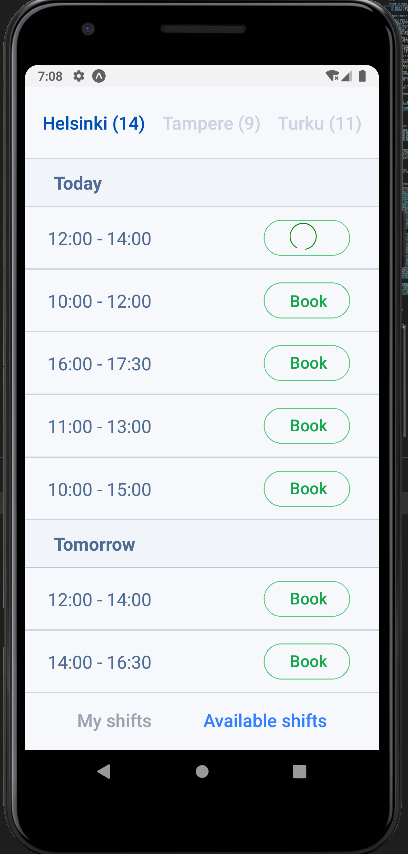 7:08
Helsinki (14) Tampere (9) Turku (11)
Today
12:00 - 14:00
10:00 - 12:00 Book
16:00 - 17:30 Book
11:00 - 13:00 Book
10:00 - 15:00 Book
Tomorrow
12:00 - 14:00 Book
14:00 - 16:30 Book
My shifts Available shifts